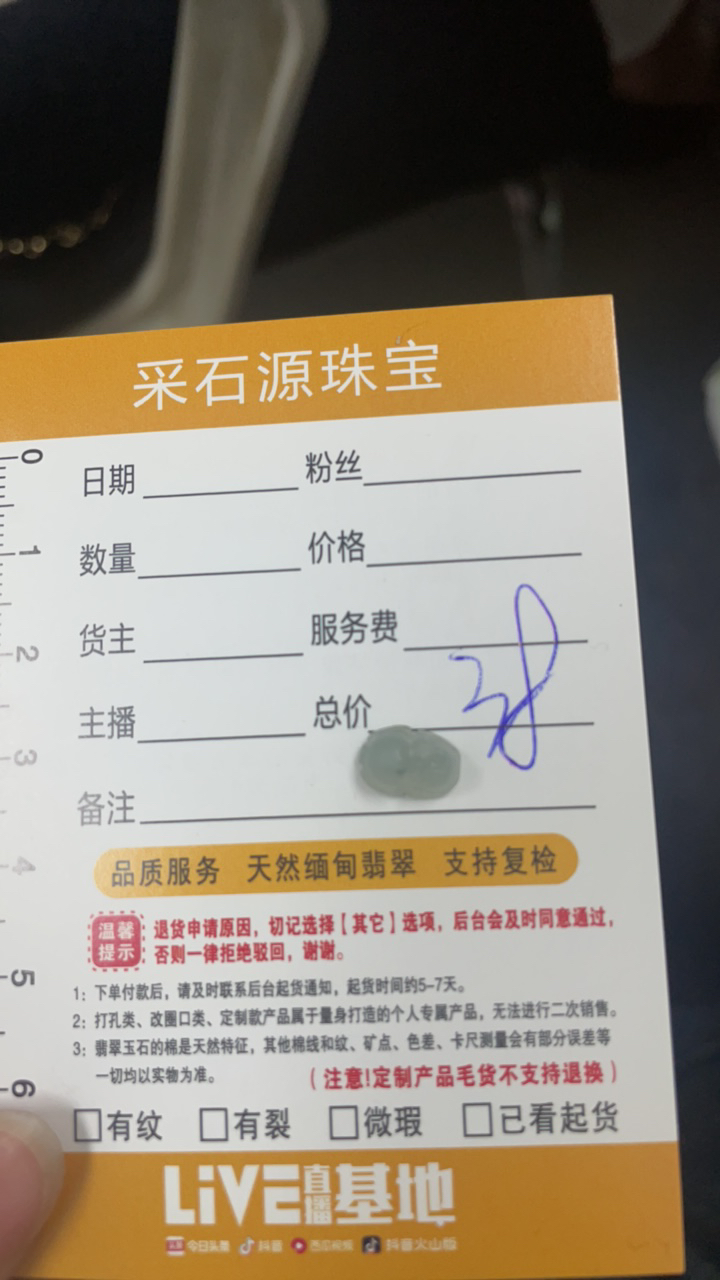 采石源珠宝
日期 粉丝
数量 价格
货主 服务费
主播 总价
备注
品质服务 天然缅甸翡翠 支持复检
温馨提示 退货申请原因，切记选择【其它】选项，后台会及时同意通过，
否则一律拒绝驳回，谢谢。
1：下单付款后，请及时联系后台起货通知，起货时间约5-7天。
2：打孔类、改圈口类、定制款产品属于量身打造的个人专属产品，无法进行二次销售。
3：翡翠玉石的棉是天然特征，其他棉线和纹、矿点、色差、卡尺测量会有部分误差等
一切均以实物为准。 （注意!定制产品毛货不支持退换）
□有纹 □有裂 □微瑕 □已看起货
LiVE直播基地
今日头条 抖音 西瓜视频 抖音火山版
0
1
2
3
4
5
6